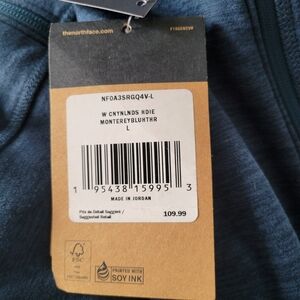 thenorthface.com
NF0A3SRGQ4V-L
W CNYNLNDS HDIE
MONTEREYBLUHTHR
L
1 95438 15995 3
MADE IN JORDAN
Prix de Détail Suggéré /
Suggested Retail
109.99
FSC
PRINTED WITH
SOY INK